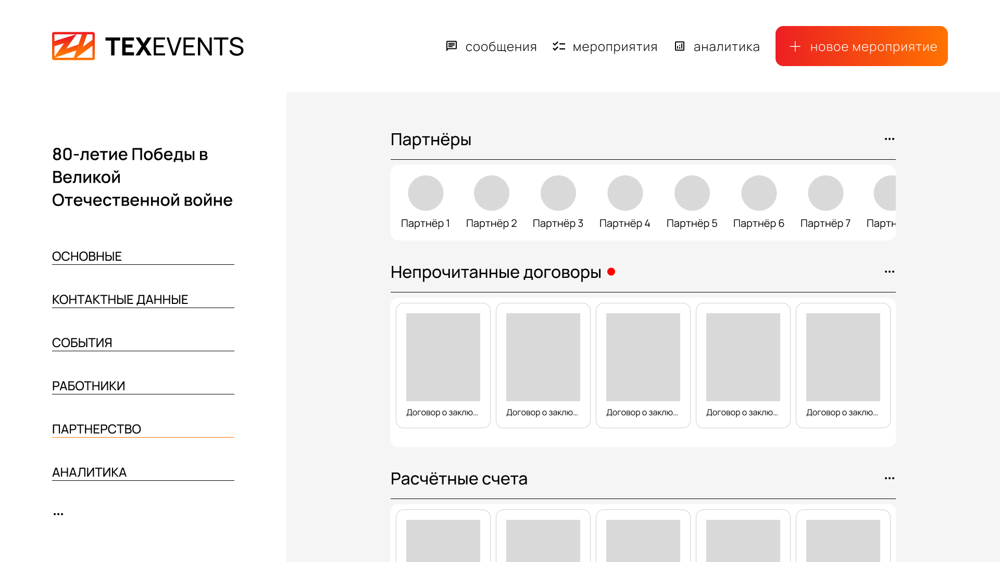 TEXEVENTS
сообщения
мероприятия
аналитика
новое мероприятие
80-летие Победы в
Великой
Отечественной войне
ОСНОВНЫЕ
КОНТАКТНЫЕ ДАННЫЕ
СОБЫТИЯ
РАБОТНИКИ
ПАРТНЕРСТВО
АНАЛИТИКА
...
Партнёры
Партнёр 1
Партнёр 2
Партнёр 3
Партнёр 4
Партнёр 5
Партнёр 6
Партнёр 7
Партн
Непрочитанные договоры
Договор о заклю...
Договор о заклю...
Договор о заклю...
Договор о заклю...
Договор о заклю...
Расчётные счета